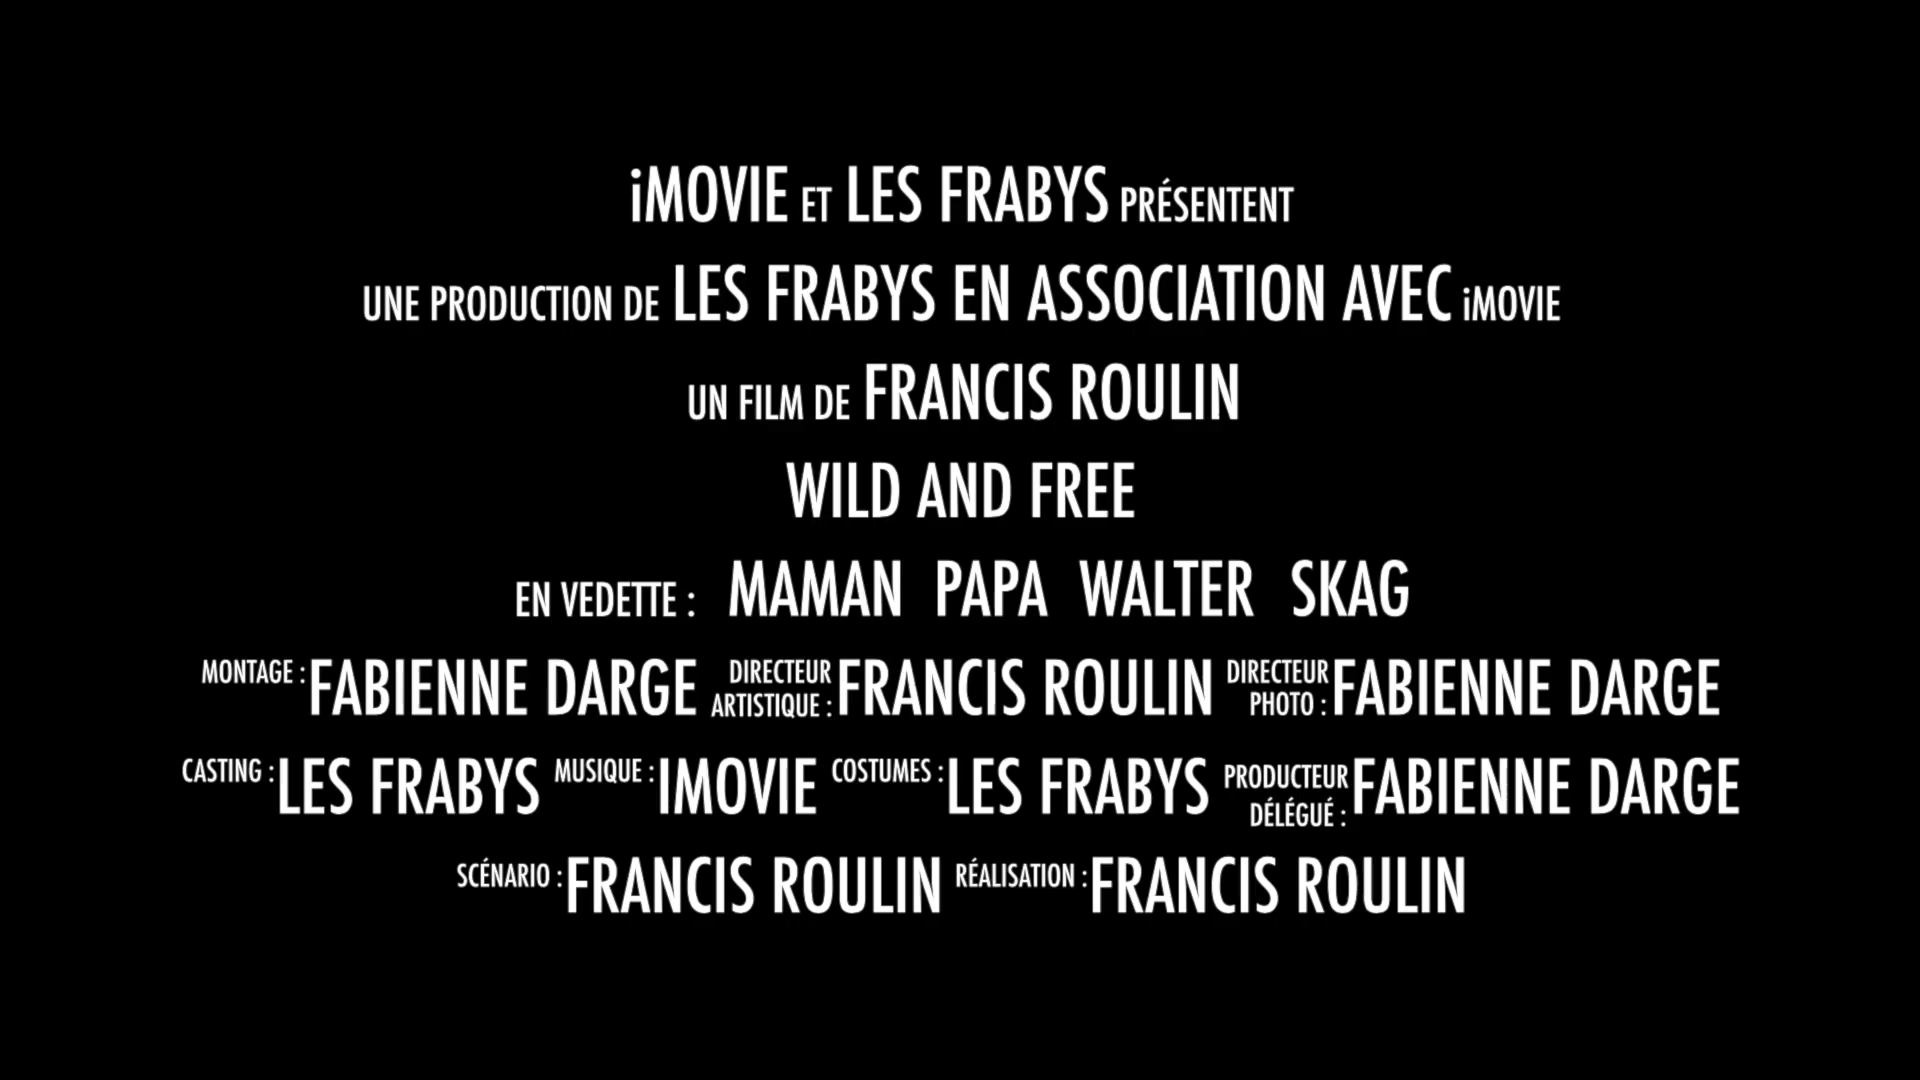 iMOVIE ET LES FRABYS PRÉSENTENT
UNE PRODUCTION DE LES FRABYS EN ASSOCIATION AVEC iMOVIE
UN FILM DE FRANCIS ROULIN
WILD AND FREE
EN VEDETTE : MAMAN PAPA WALTER SKAG
MONTAGE : FABIENNE DARGE DIRECTEUR ARTISTIQUE : FRANCIS ROULIN DIRECTEUR PHOTO : FABIENNE DARGE
CASTING : LES FRABYS MUSIQUE : IMOVIE COSTUMES : LES FRABYS PRODUCTEUR DÉLÉGUÉ : FABIENNE DARGE
SCÉNARIO : FRANCIS ROULIN RÉALISATION : FRANCIS ROULIN